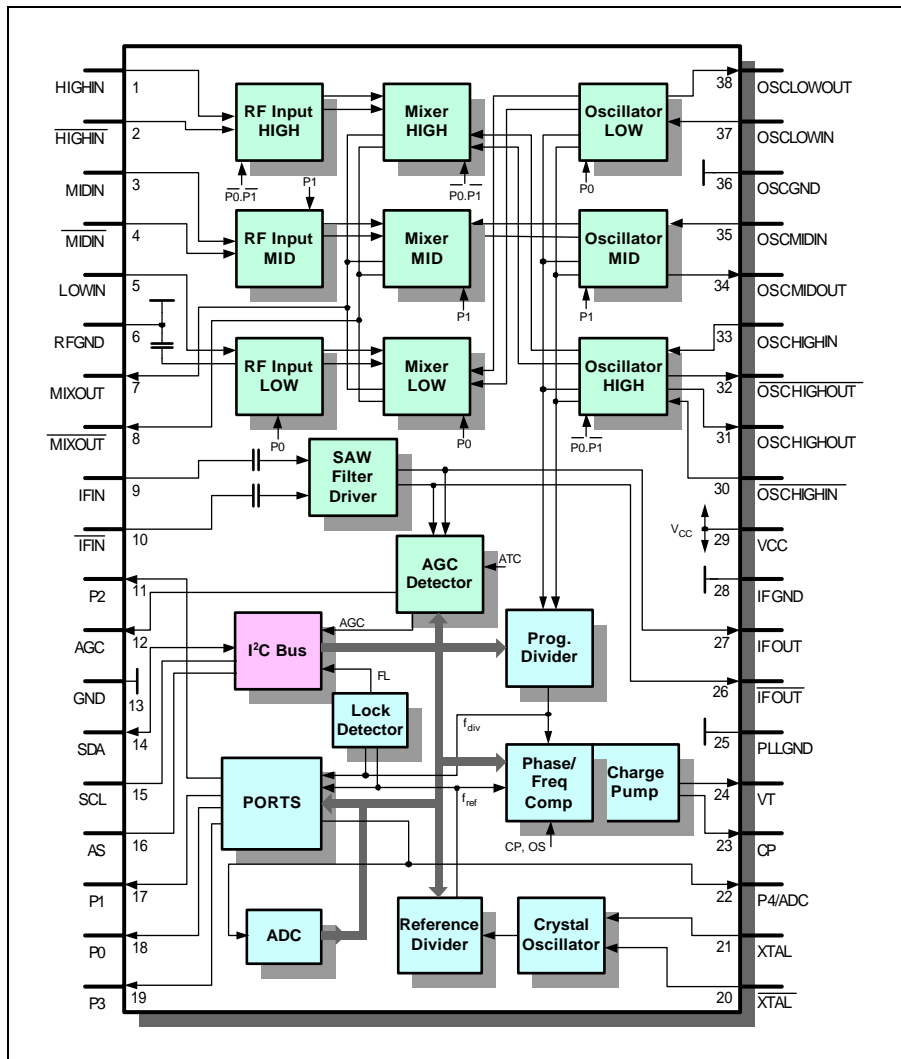 HIGHIN
1
HIGHIN
2
MIDIN
3
MIDIN
4
LOWIN
5
RFGND
6
MIXOUT
7
MIXOUT
8
IFIN
9
IFIN
10
P2
11
AGC
12
GND
13
SDA
14
SCL
15
AS
16
P1
17
P0
18
P3
19
RF Input
HIGH
P0.P1
Mixer
HIGH
P0.P1
Oscillator
LOW
P0
P1
RF Input
MID
Mixer
MID
P1
Oscillator
MID
P1
RF Input
LOW
P0
Mixer
LOW
P0
Oscillator
HIGH
P0.P1
SAW
Filter
Driver
AGC
Detector
ATC
AGC
I²C Bus
FL
Lock
Detector
Prog.
Divider
fdiv
PORTS
Phase/
Freq
Comp
Charge
Pump
fref
CP, OS
ADC
Reference
Divider
Crystal
Oscillator
38
OSCLOWOUT
37
OSCLOWIN
36
OSCGND
35
OSCMIDIN
34
OSCMIDOUT
33
OSCHIGHIN
32
OSCHIGHOUT
31
OSCHIGHOUT
30
OSCHIGHIN
VCC
29
VCC
28
IFGND
27
IFOUT
26
IFOUT
25
PLLGND
24
VT
23
CP
22
P4/ADC
21
XTAL
20
XTAL